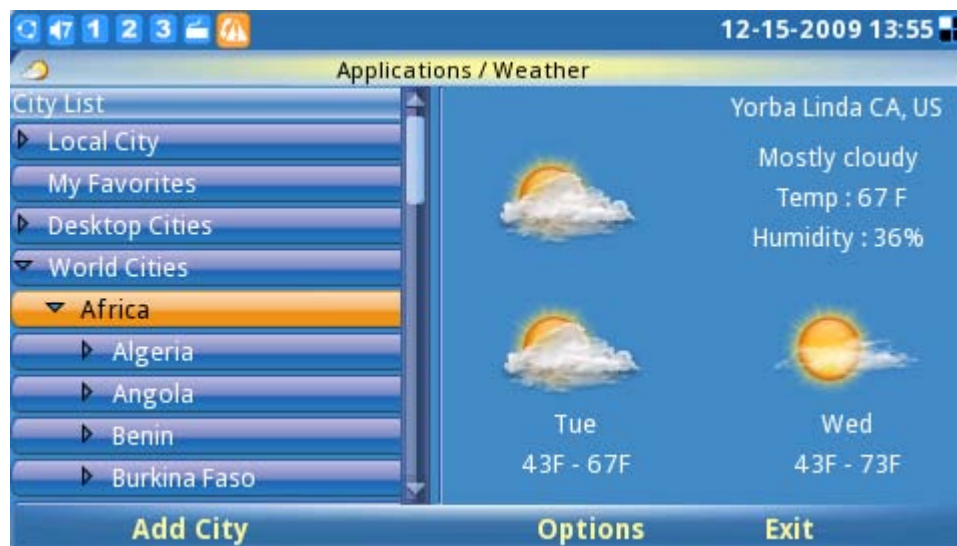 7 1 2 3 12-15-2009 13:55
Applications / Weather
City List
Local City
My Favorites
Desktop Cities
World Cities
Africa
Algeria
Angola
Benin
Burkina Faso
Yorba Linda CA, US
Mostly cloudy
Temp : 67 F
Humidity : 36%
Tue Wed
43F - 67F 43F - 73F
Add City Options Exit